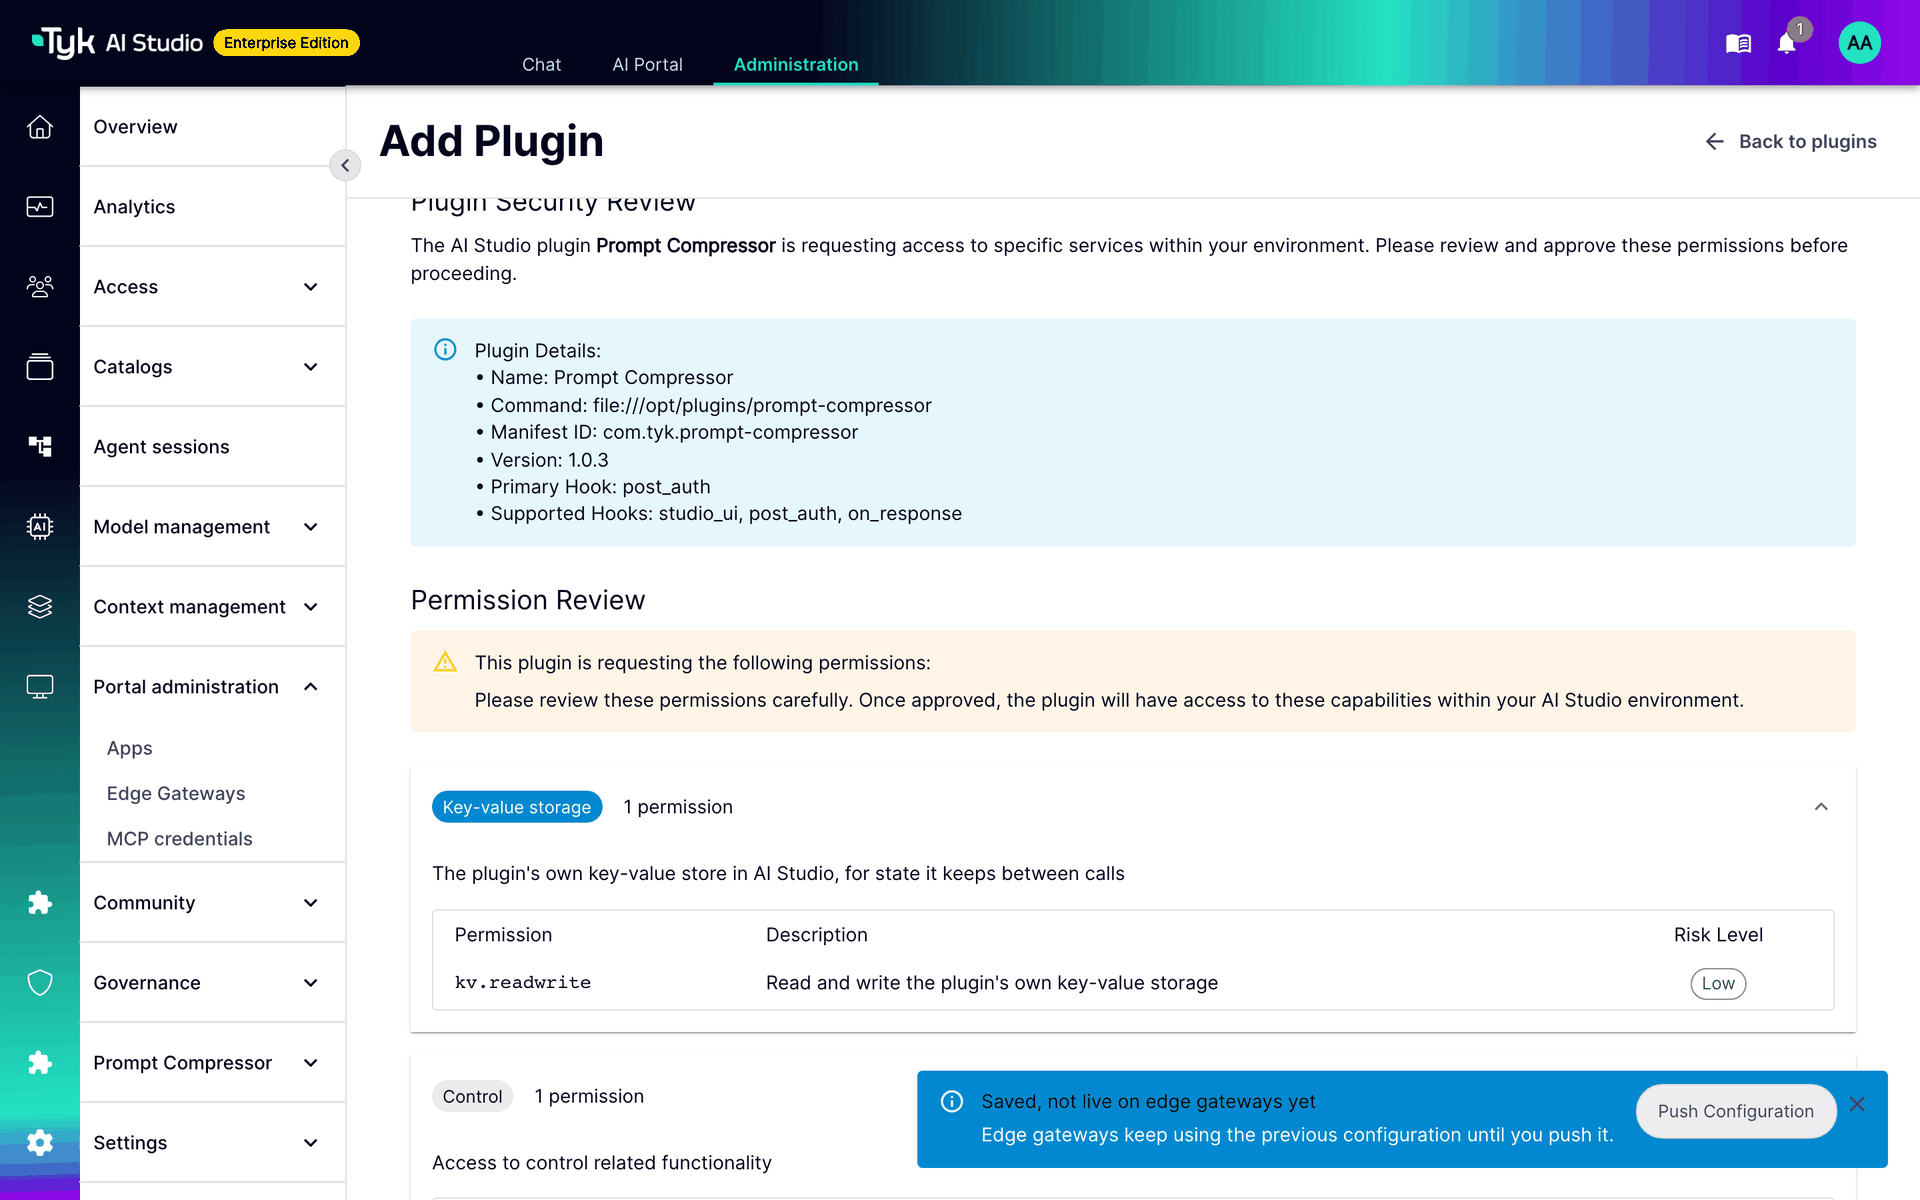 Tyk AI Studio Enterprise Edition
Chat
AI Portal
Administration
1
AA
Overview
Analytics
Access
Catalogs
Agent sessions
AI
Model management
Context management
Portal administration
Apps
Edge Gateways
MCP credentials
Community
Governance
Prompt Compressor
Settings
Add Plugin
Back to plugins
Plugin Security Review
The AI Studio plugin Prompt Compressor is requesting access to specific services within your environment. Please review and approve these permissions before
proceeding.
Plugin Details:
• Name: Prompt Compressor
• Command: file:///opt/plugins/prompt-compressor
• Manifest ID: com.tyk.prompt-compressor
• Version: 1.0.3
• Primary Hook: post_auth
• Supported Hooks: studio_ui, post_auth, on_response
Permission Review
This plugin is requesting the following permissions:
Please review these permissions carefully. Once approved, the plugin will have access to these capabilities within your AI Studio environment.
Key-value storage 1 permission
The plugin's own key-value store in AI Studio, for state it keeps between calls
Permission Description Risk Level
kv.readwrite Read and write the plugin's own key-value storage Low
Control 1 permission
Access to control related functionality
Saved, not live on edge gateways yet
Edge gateways keep using the previous configuration until you push it.
Push Configuration